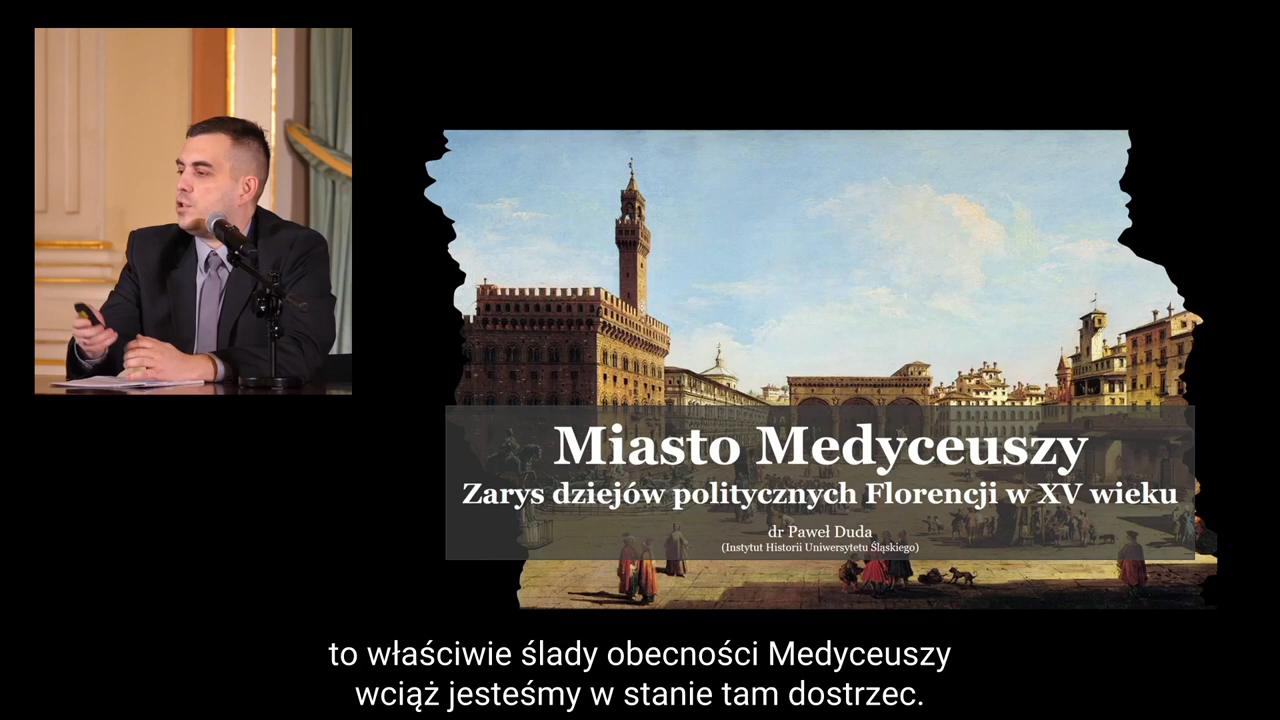 Miasto Medyceuszy
Zarys dziejów politycznych Florencji w XV wieku
dr Paweł Duda
(Instytut Historii Uniwersytetu Śląskiego)
to właściwie ślady obecności Medyceuszy
wciąż jesteśmy w stanie tam dostrzec.